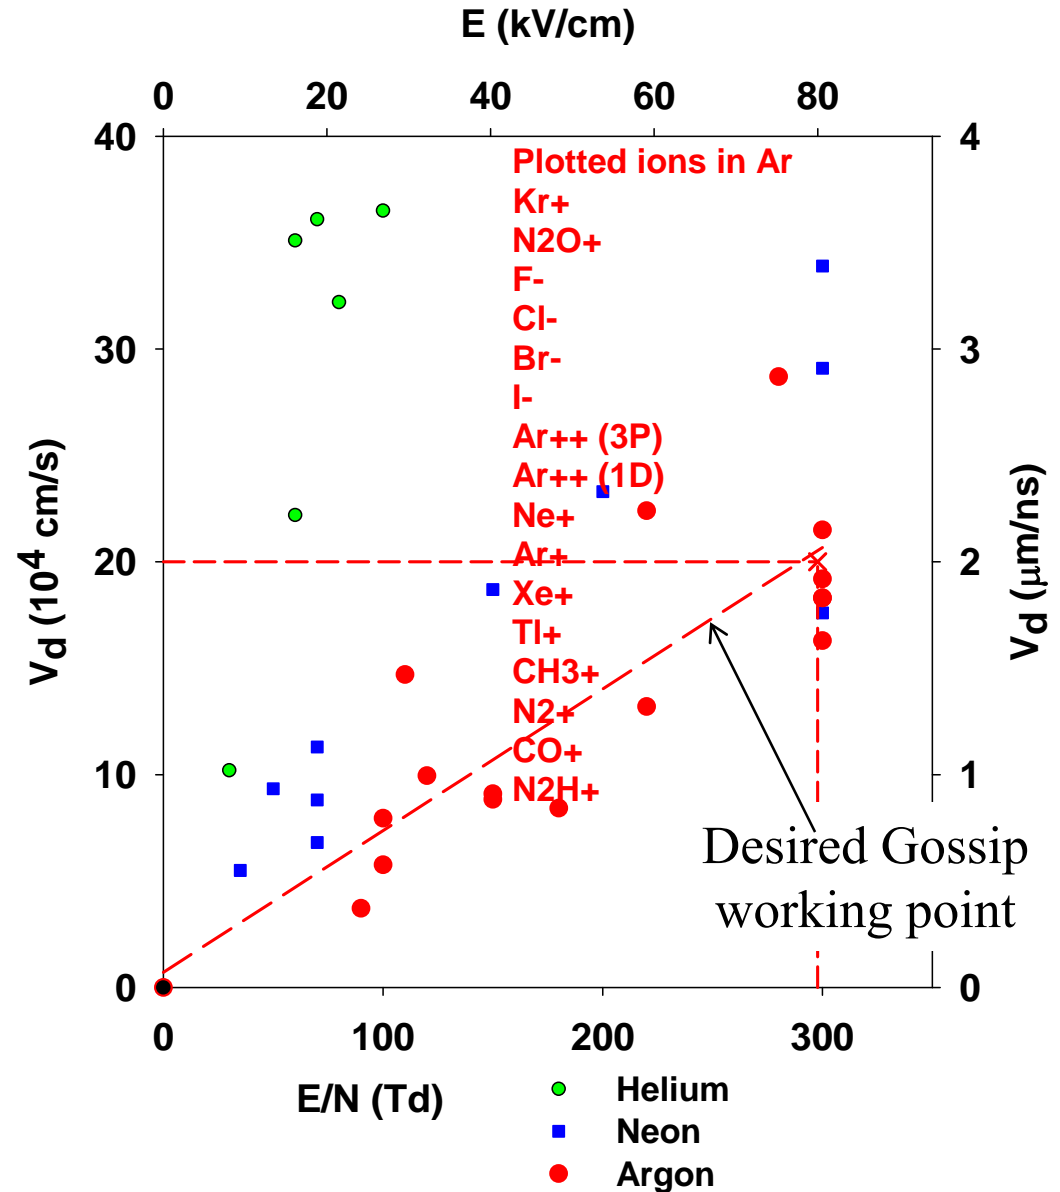 E (kV/cm)
0 20 40 60 80
40 4
Plotted ions in Ar
Kr+
N2O+
F-
Cl-
30 3
Br-
I-
Ar++ (3P)
Ar++ (1D)
Ne+
20 Ar+ 2
Xe+
Tl+
CH3+
N2+
CO+
10 1
N2H+
Vd (10⁴ cm/s)
Vd (μm/ns)
Desired Gossip
working point
0 0
0 100 200 300
E/N (Td)
Helium
Neon
Argon